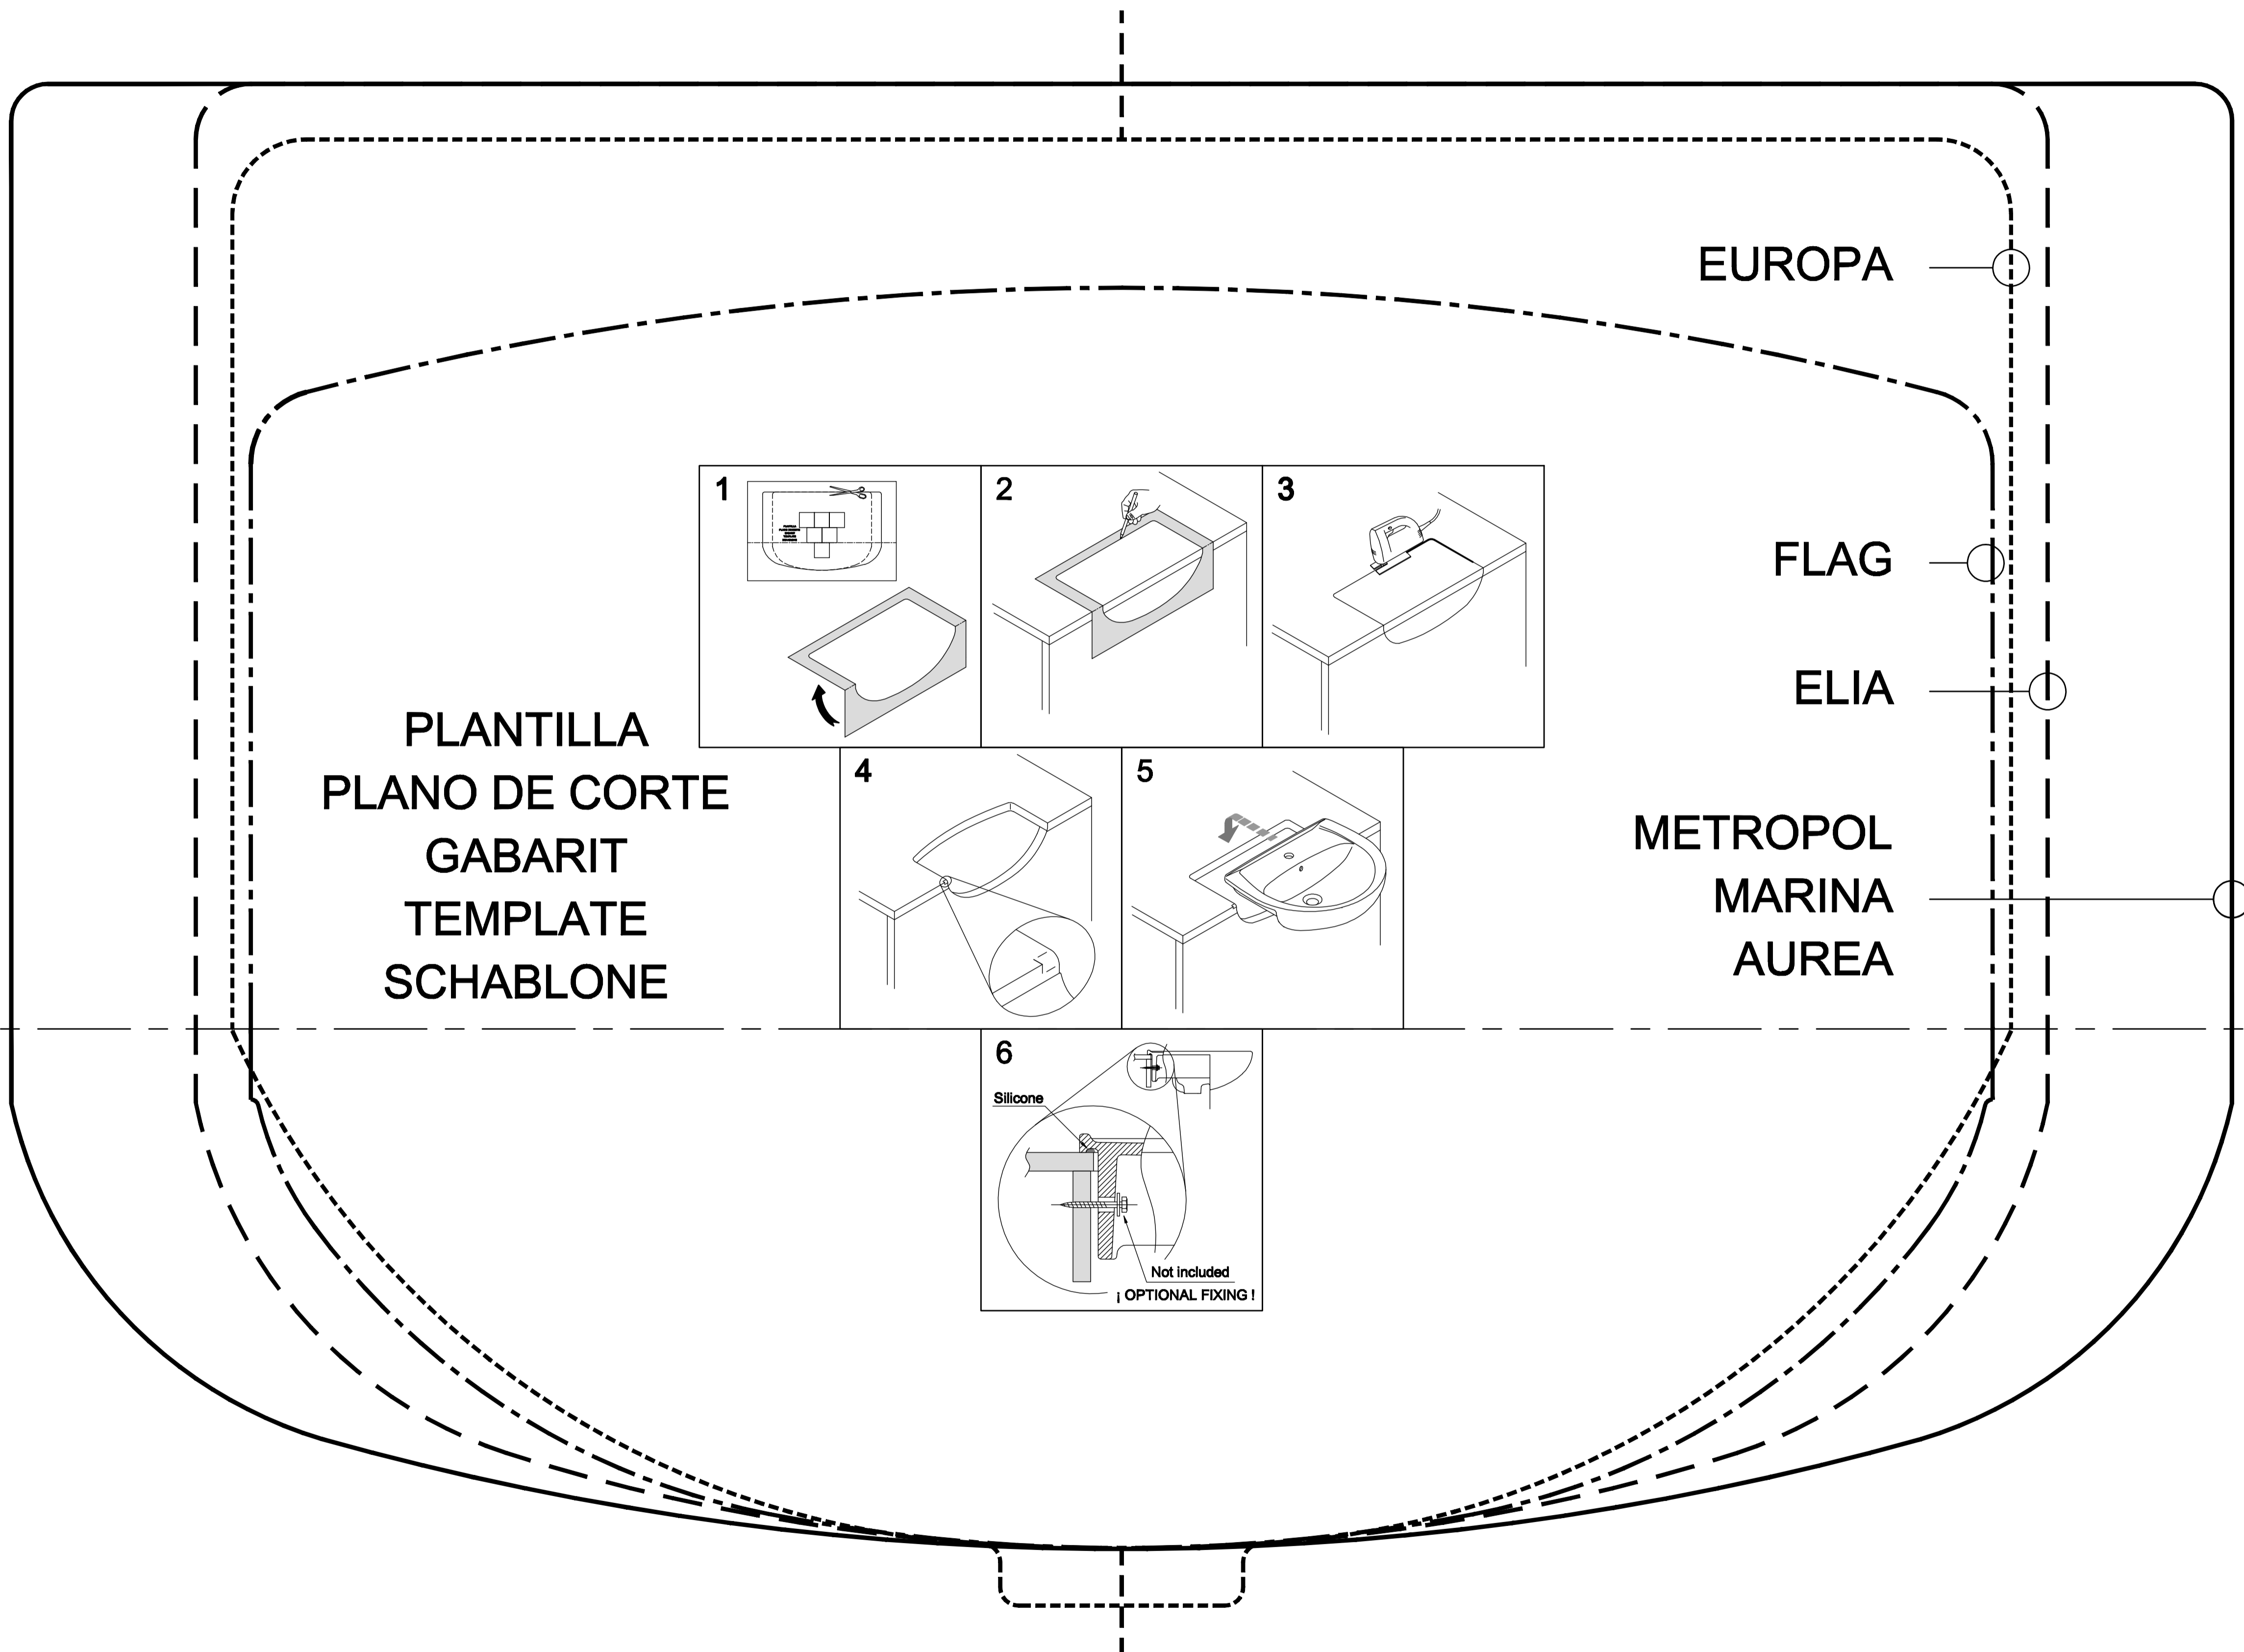 EUROPA
FLAG
ELIA
METROPOL
MARINA
AUREA
PLANTILLA
PLANO DE CORTE
GABARIT
TEMPLATE
SCHABLONE
1
2
3
4
5
6
Silicone
Not included
¡ OPTIONAL FIXING !